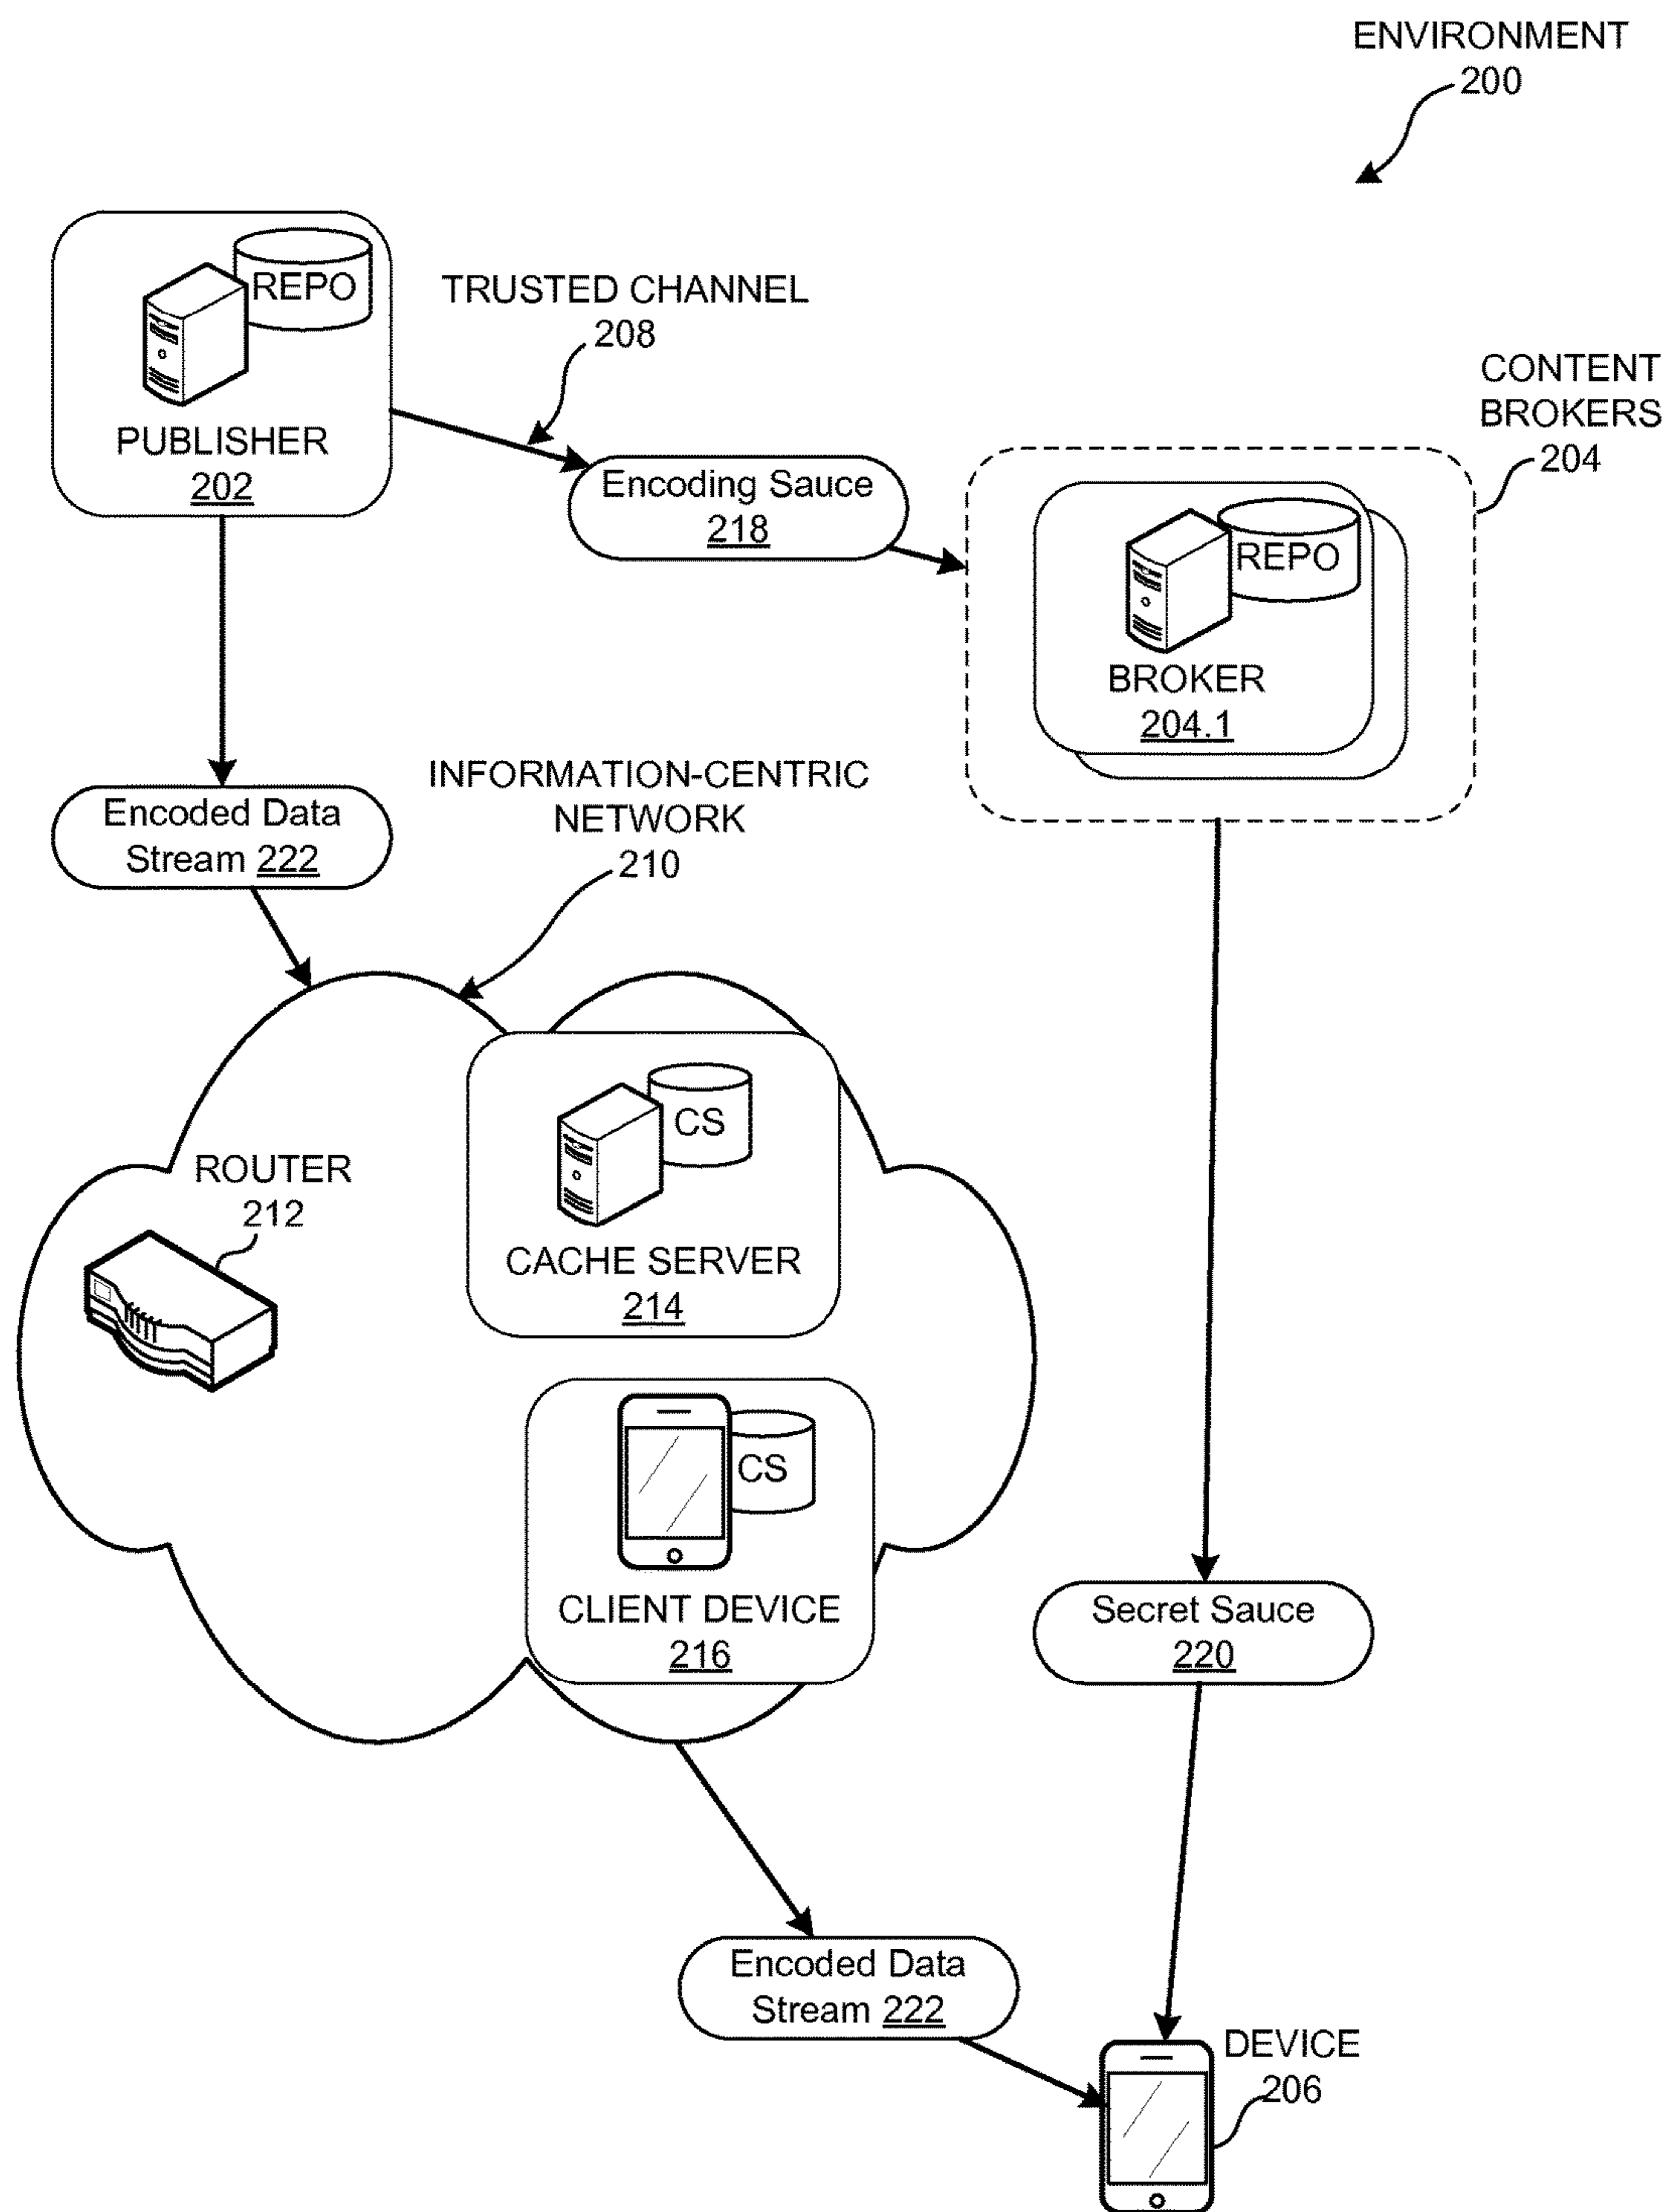 ENVIRONMENT
200
REPO
PUBLISHER
202
TRUSTED CHANNEL
208
CONTENT
BROKERS
204
Encoding Sauce
218
REPO
BROKER
204.1
Encoded Data
Stream 222
INFORMATION-CENTRIC
NETWORK
210
CS
CACHE SERVER
214
ROUTER
212
CS
CLIENT DEVICE
216
Secret Sauce
220
Encoded Data
Stream 222
DEVICE
206